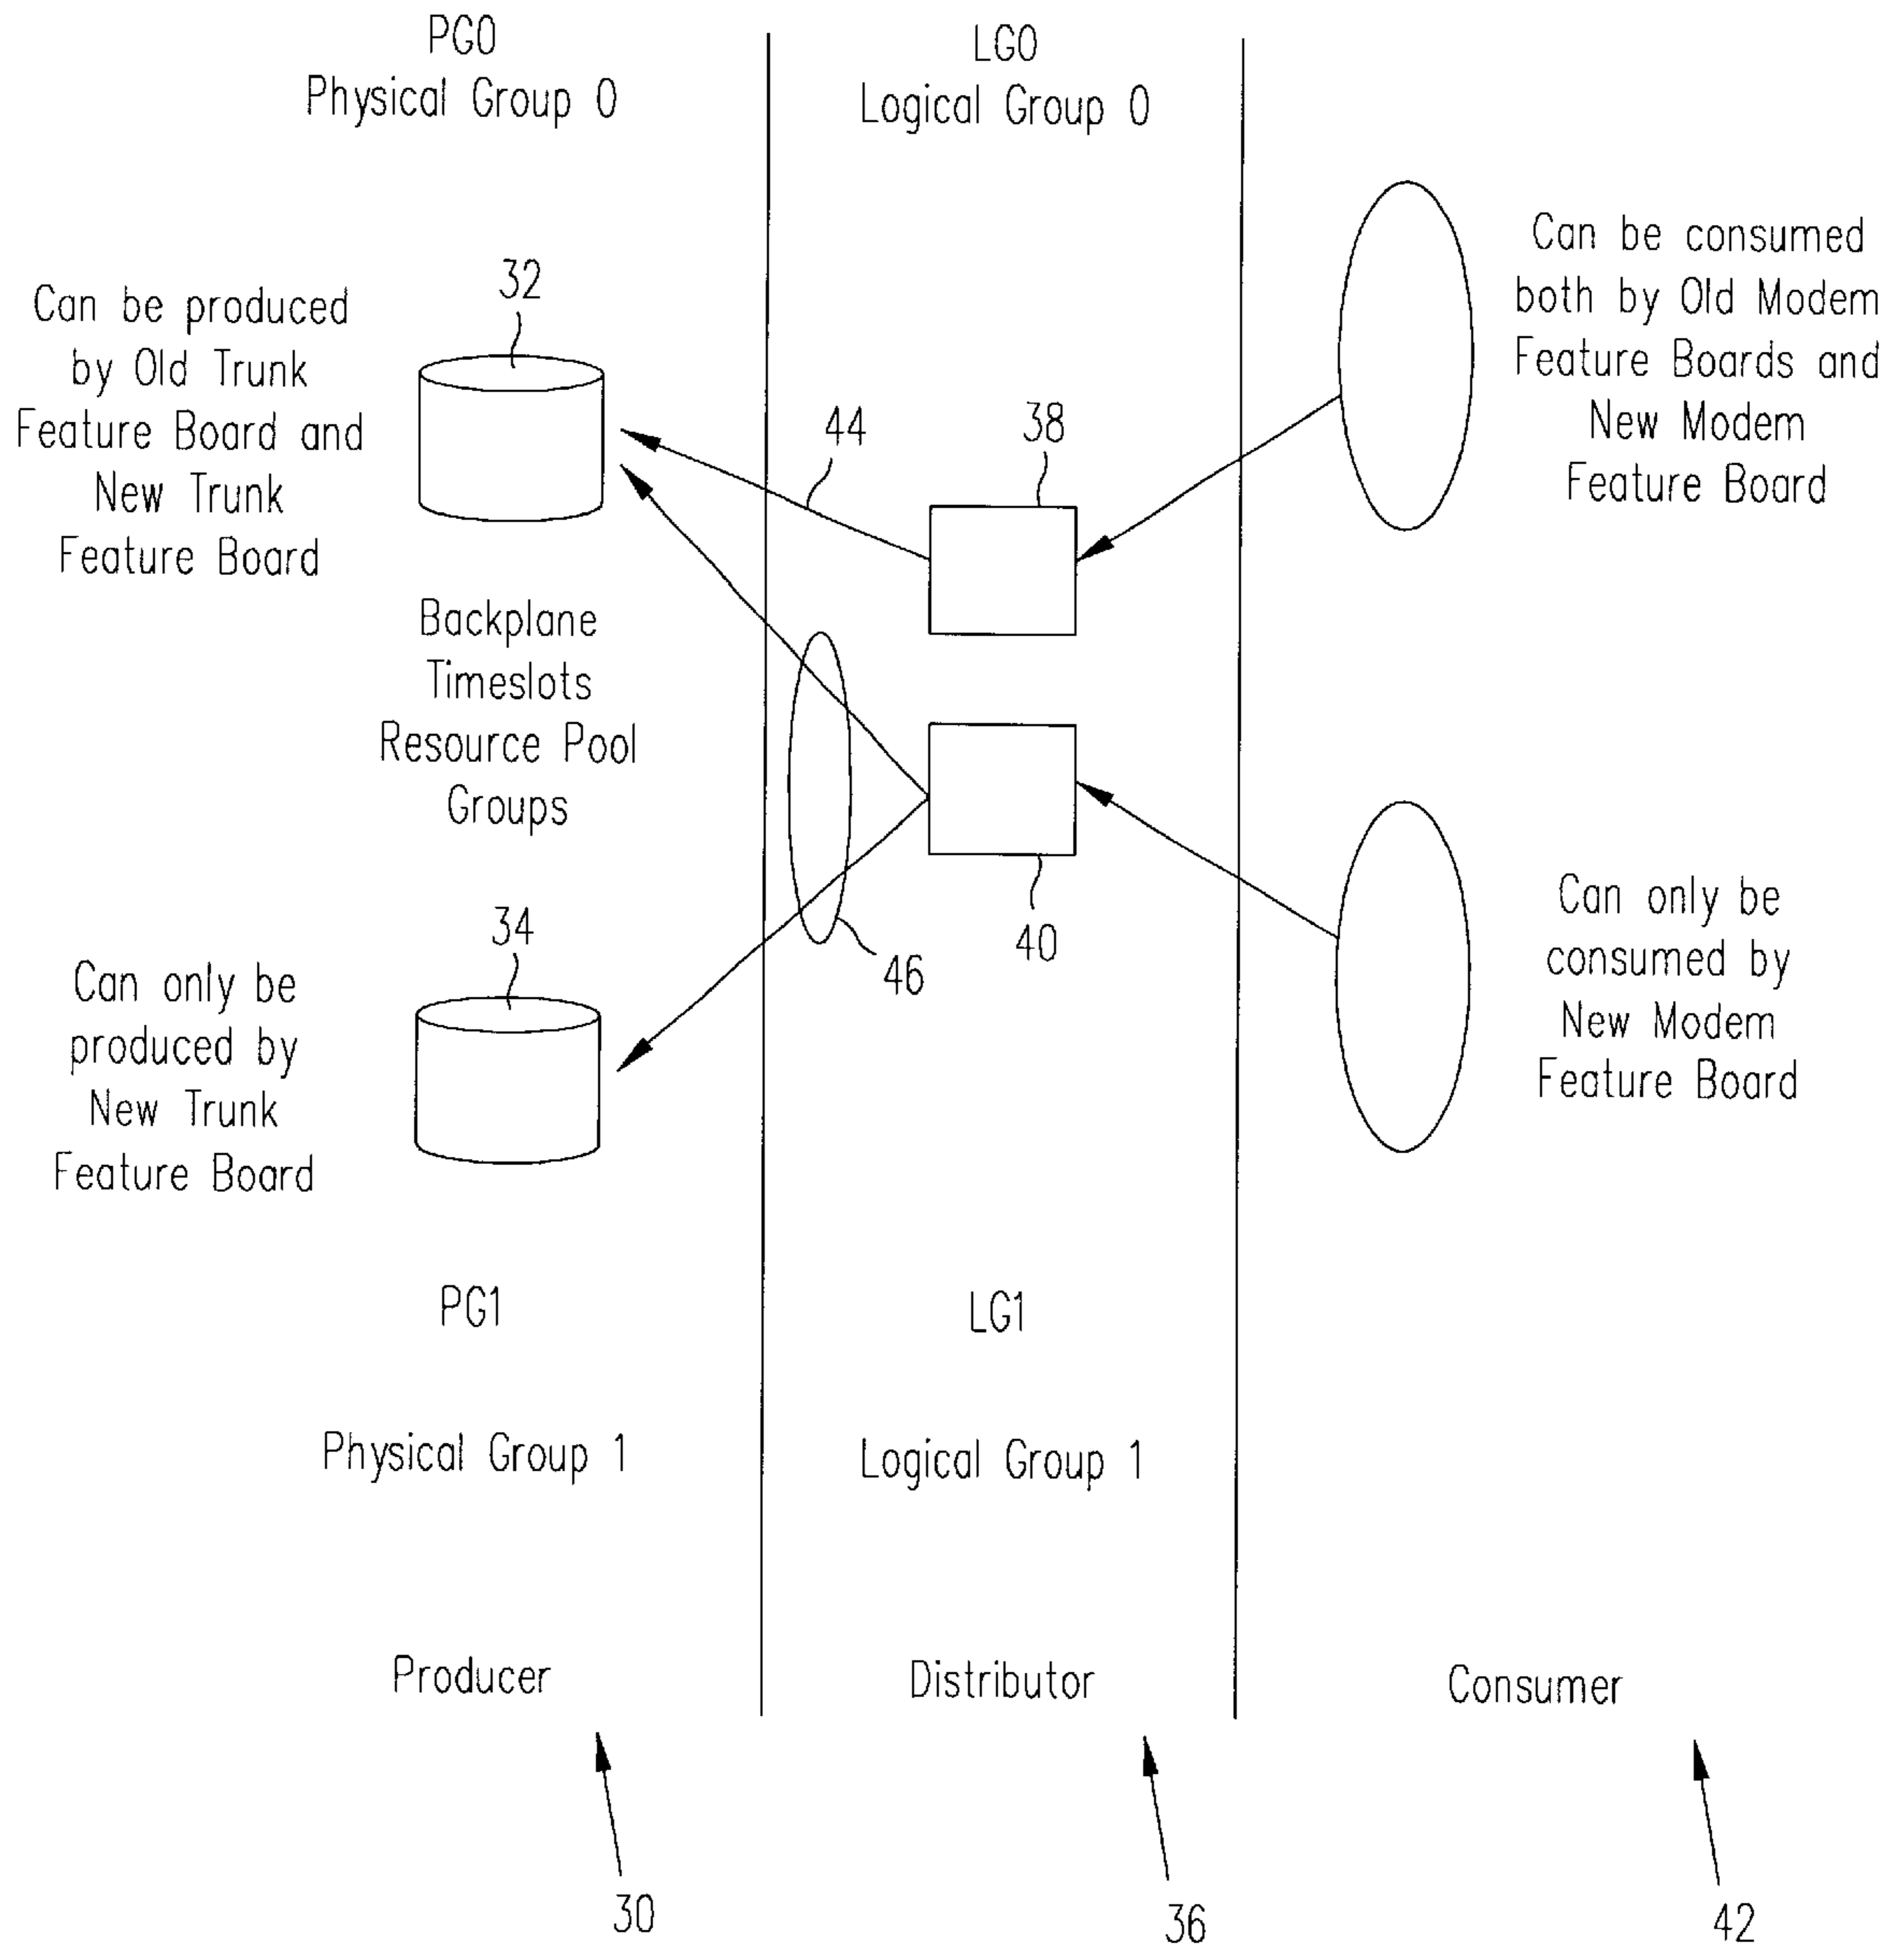 PG0
Physical Group 0
LG0
Logical Group 0
Can be produced
by Old Trunk
Feature Board and
New Trunk
Feature Board
32
44
38
Can be consumed
both by Old Modem
Feature Boards and
New Modem
Feature Board
Backplane
Timeslots
Resource Pool
Groups
46
40
34
Can only be
produced by
New Trunk
Feature Board
Can only be
consumed by
New Modem
Feature Board
PG1
Physical Group 1
LG1
Logical Group 1
Producer
Distributor
Consumer
30
36
42